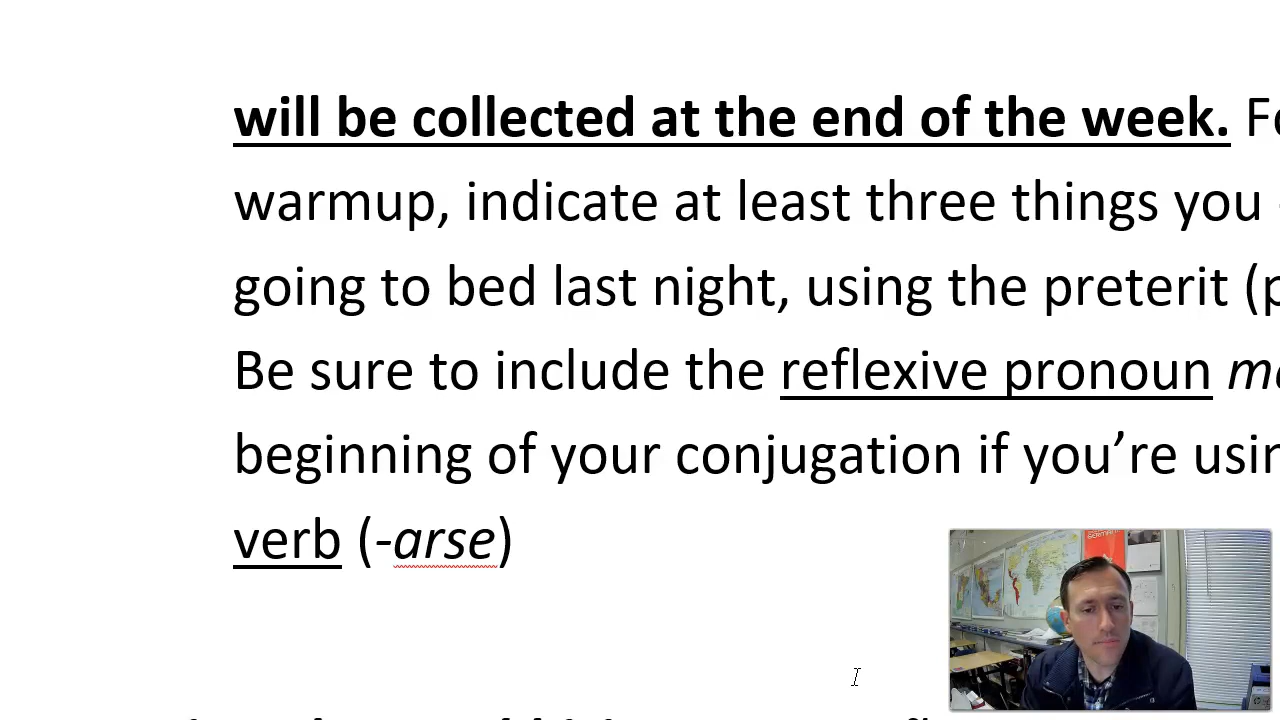 will be collected at the end of the week.
warmup, indicate at least three things you
going to bed last night, using the preterit
Be sure to include the reflexive pronoun
beginning of your conjugation if you’re
verb (-arse)